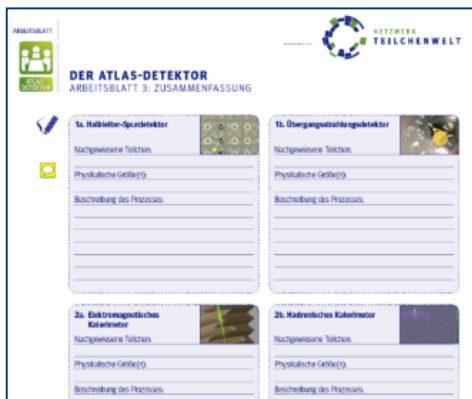 ARBEITSBLATT
NETZWERK
TEILCHENWELT
ATLAS-
DETEKTOR
DER ATLAS-DETEKTOR
ARBEITSBLATT 3: ZUSAMMENFASSUNG
1a. Halbleiter-Spurdetektor
Nachgewiesene Teilchen:
Physikalische Größe(n):
Beschreibung des Prozesses:
1b. Übergangsstrahlungsdetektor
Nachgewiesene Teilchen:
Physikalische Größe(n):
Beschreibung des Prozesses:
2a. Elektromagnetisches
Kalorimeter
Nachgewiesene Teilchen:
Physikalische Größe(n):
Beschreibung des Prozesses:
2b. Hadronisches Kalorimeter
Nachgewiesene Teilchen:
Physikalische Größe(n):
Beschreibung des Prozesses: